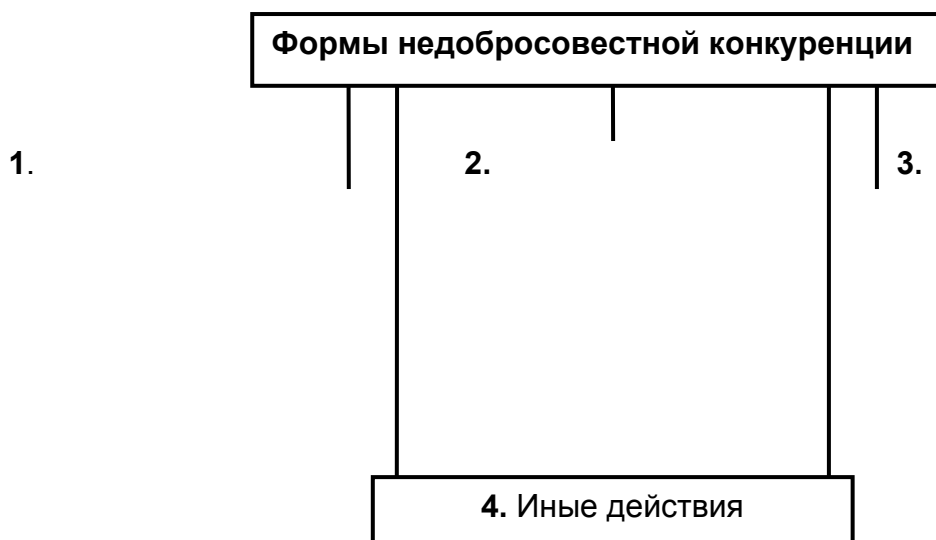 Формы недобросовестной конкуренции
1. 2. 3.
4. Иные действия